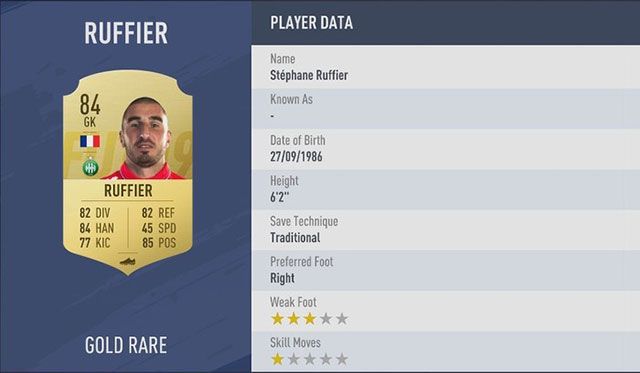 RUFFIER
84
GK
RUFFIER
82 DIV 82 REF
84 HAN 45 SPD
77 KIC 85 POS
GOLD RARE
PLAYER DATA
Name
Stéphane Ruffier
Known As
-
Date of Birth
27/09/1986
Height
6'2''
Save Technique
Traditional
Preferred Foot
Right
Weak Foot
Skill Moves